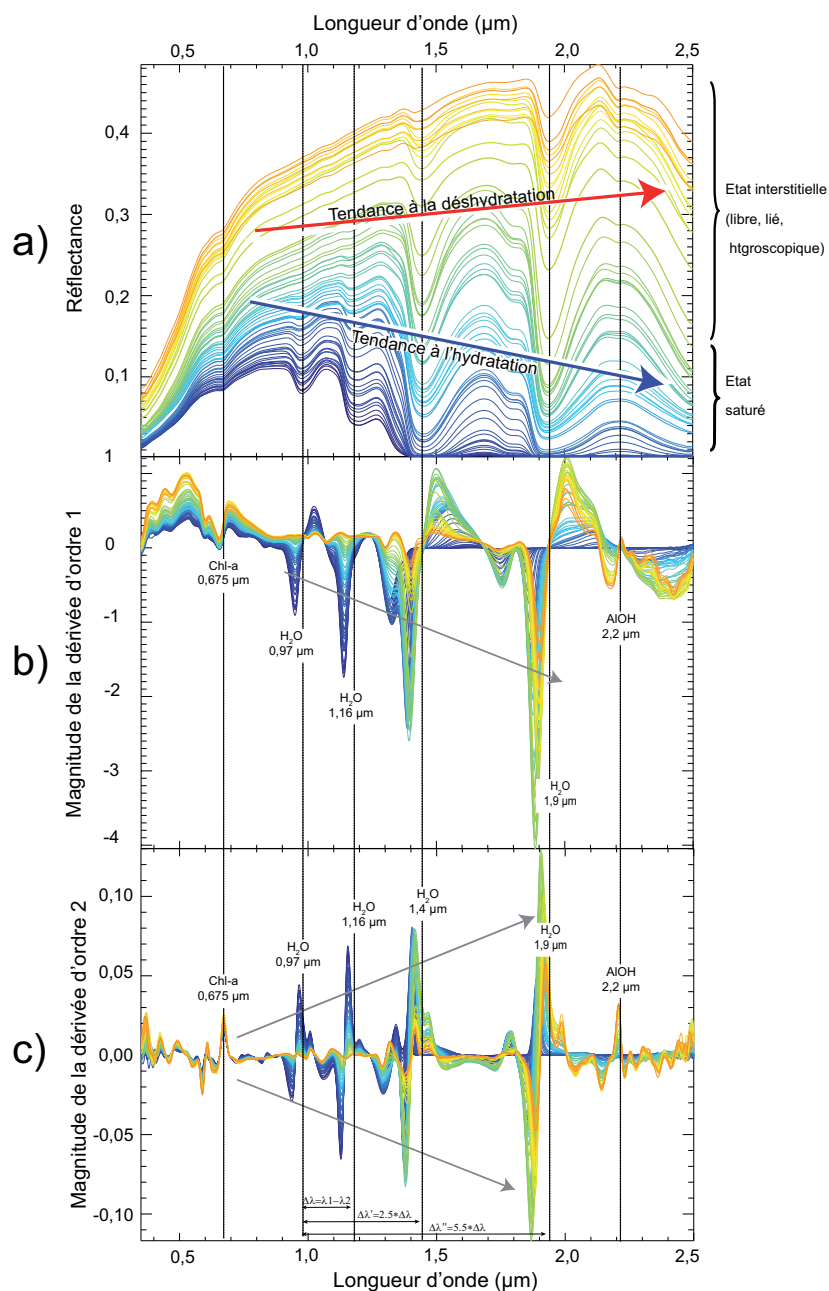 Longueur d'onde (µm)
0,5 1,0 1,5 2,0 2,5
a)
Réflectance
0,4
0,3
0,2
0,1
Tendance à la déshydratation
Tendance à l'hydratation
Etat interstitielle
(libre, lié,
htgroscopique)
Etat
saturé
b)
Magnitude de la dérivée d'ordre 1
1
0
-1
-2
-3
-4
Chl-a
0,675 µm
H2O
0,97 µm
H2O
1,16 µm
H2O
1,9 µm
AlOH
2,2 µm
c)
Magnitude de la dérivée d'ordre 2
0,10
0,05
0,00
-0,05
-0,10
Chl-a
0,675 µm
H2O
0,97 µm
H2O
1,16 µm
H2O
1,4 µm
H2O
1,9 µm
AlOH
2,2 µm
Δλ=λ1−λ2
Δλ'=2.5*Δλ
Δλ''=5.5*Δλ
0,5 1,0 1,5 2,0 2,5
Longueur d'onde (µm)